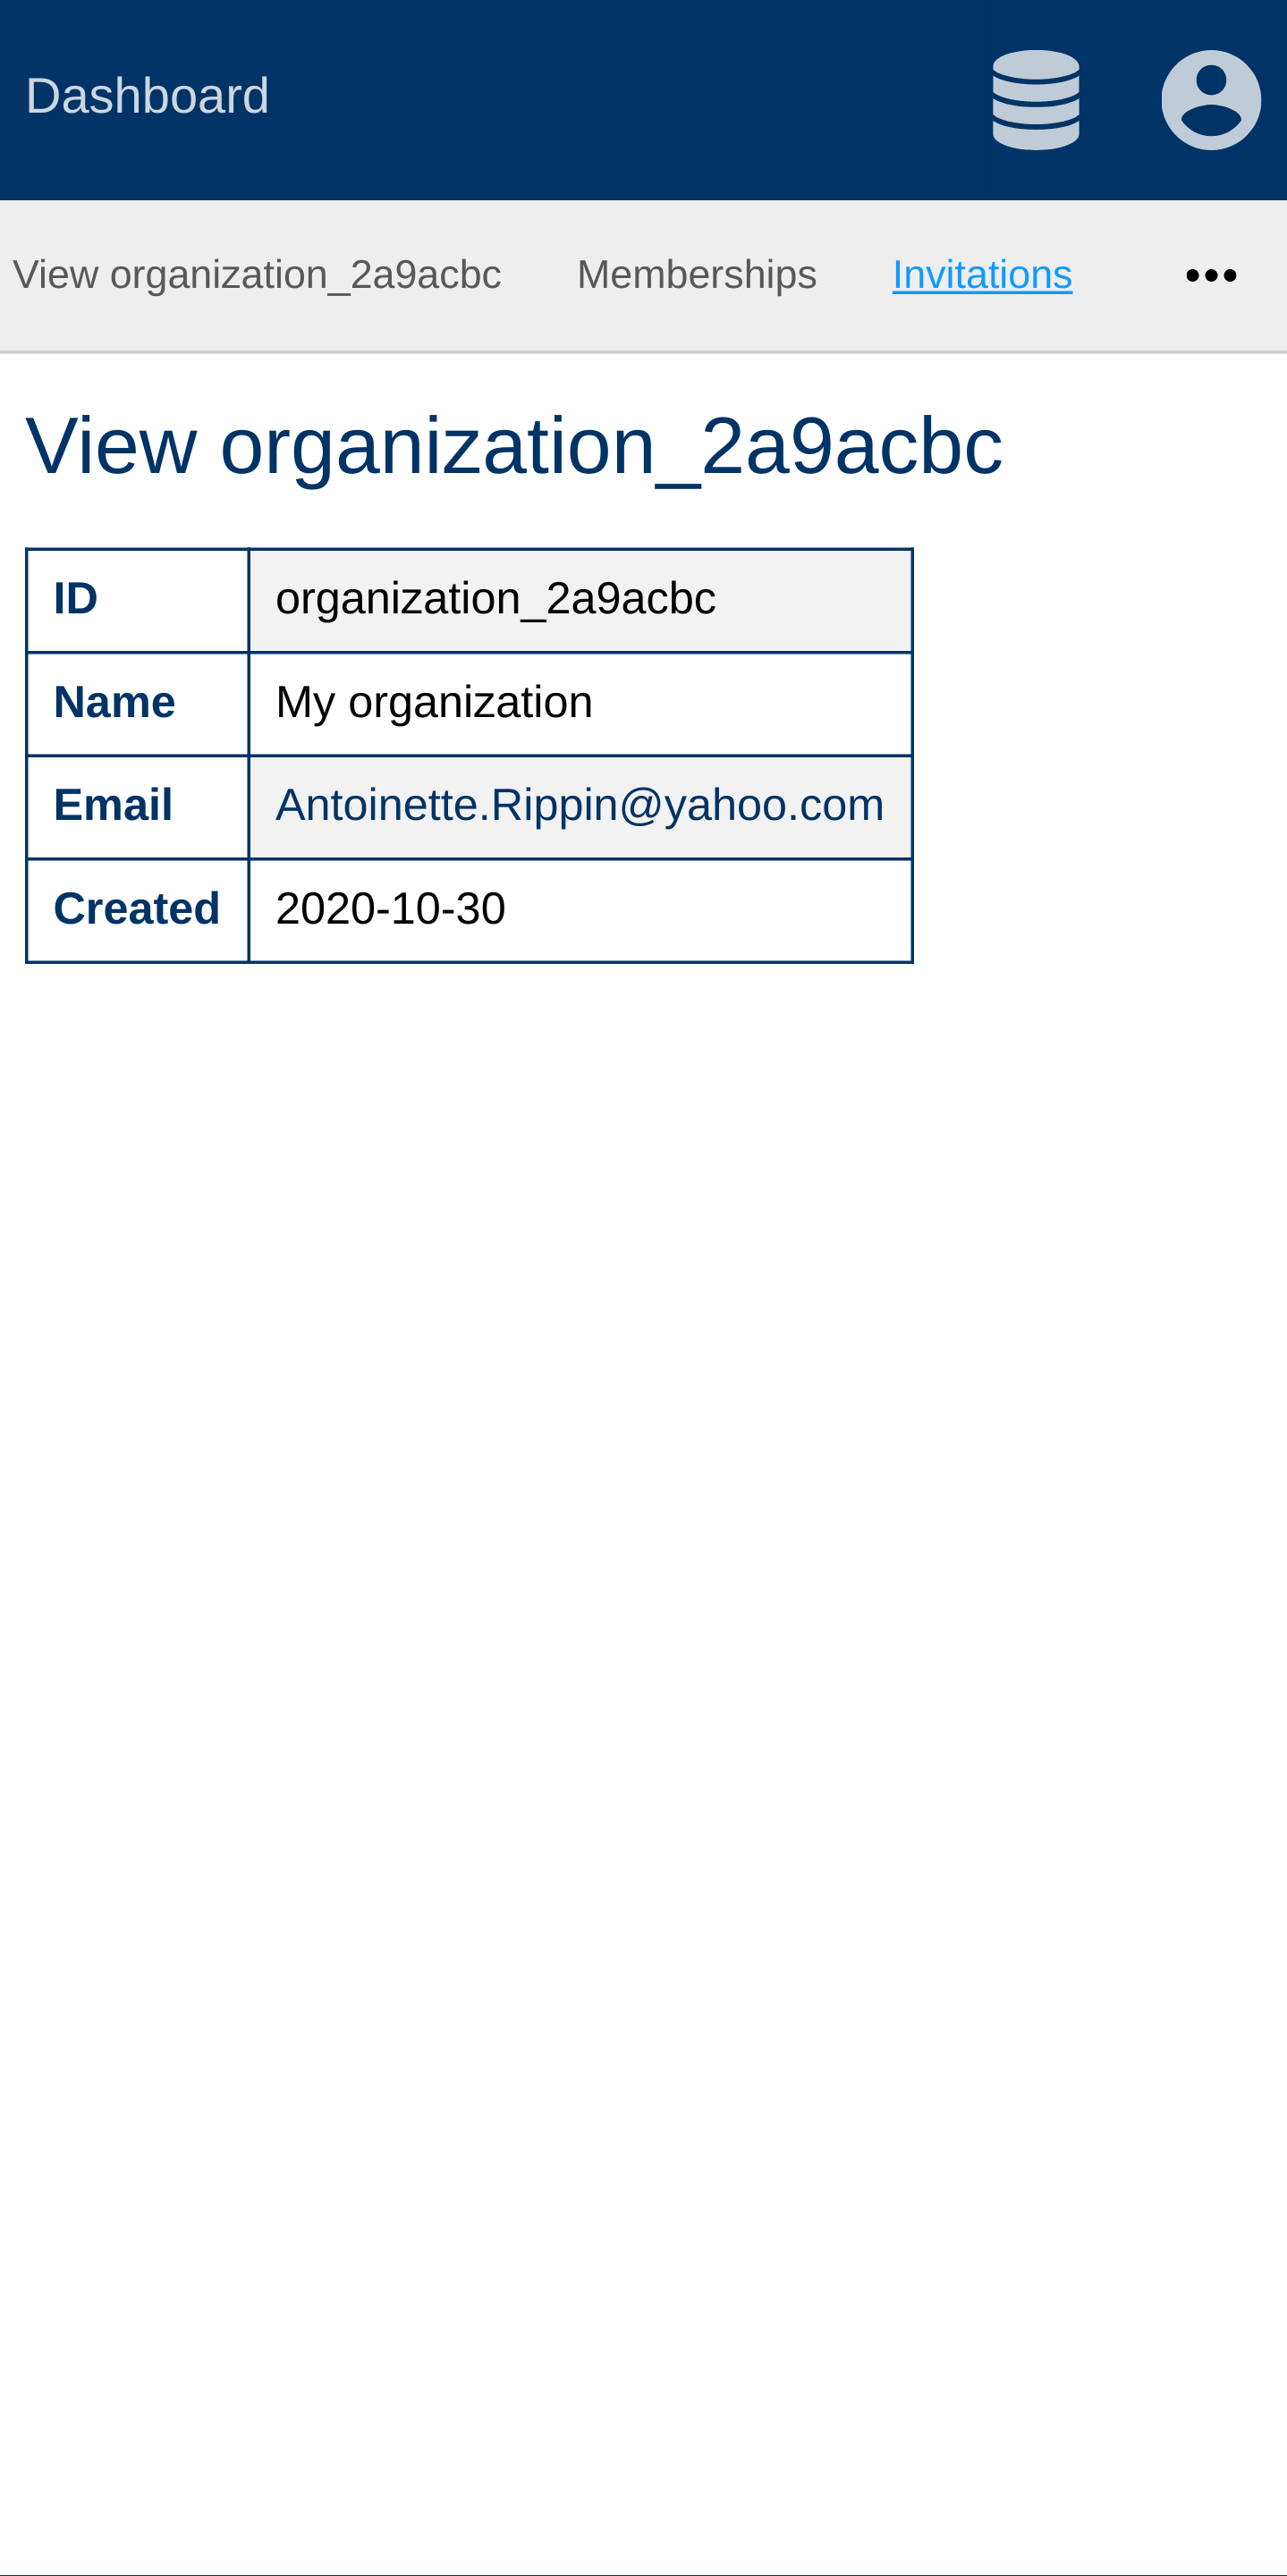 Dashboard
View organization_2a9acbc Memberships Invitations •••
View organization_2a9acbc
ID organization_2a9acbc
Name My organization
Email Antoinette.Rippin@yahoo.com
Created 2020-10-30